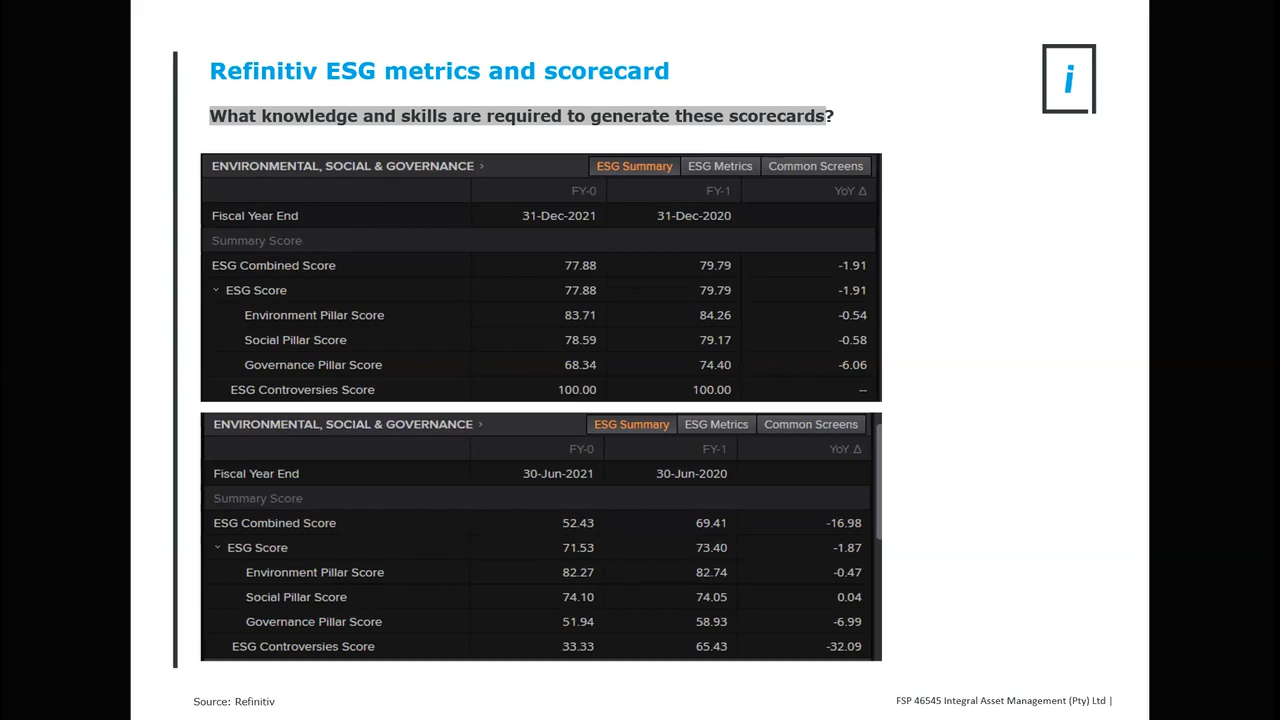 Refinitiv ESG metrics and scorecard
i
What knowledge and skills are required to generate these scorecards?
ENVIRONMENTAL, SOCIAL & GOVERNANCE > ESG Summary ESG Metrics Common Screens
FY-0 FY-1 YoY Δ
Fiscal Year End 31-Dec-2021 31-Dec-2020
Summary Score
ESG Combined Score 77.88 79.79 -1.91
ESG Score 77.88 79.79 -1.91
Environment Pillar Score 83.71 84.26 -0.54
Social Pillar Score 78.59 79.17 -0.58
Governance Pillar Score 68.34 74.40 -6.06
ESG Controversies Score 100.00 100.00 --
ENVIRONMENTAL, SOCIAL & GOVERNANCE > ESG Summary ESG Metrics Common Screens
FY-0 FY-1 YoY Δ
Fiscal Year End 30-Jun-2021 30-Jun-2020
Summary Score
ESG Combined Score 52.43 69.41 -16.98
ESG Score 71.53 73.40 -1.87
Environment Pillar Score 82.27 82.74 -0.47
Social Pillar Score 74.10 74.05 0.04
Governance Pillar Score 51.94 58.93 -6.99
ESG Controversies Score 33.33 65.43 -32.09
Source: Refinitiv
FSP 46545 Integral Asset Management (Pty) Ltd |